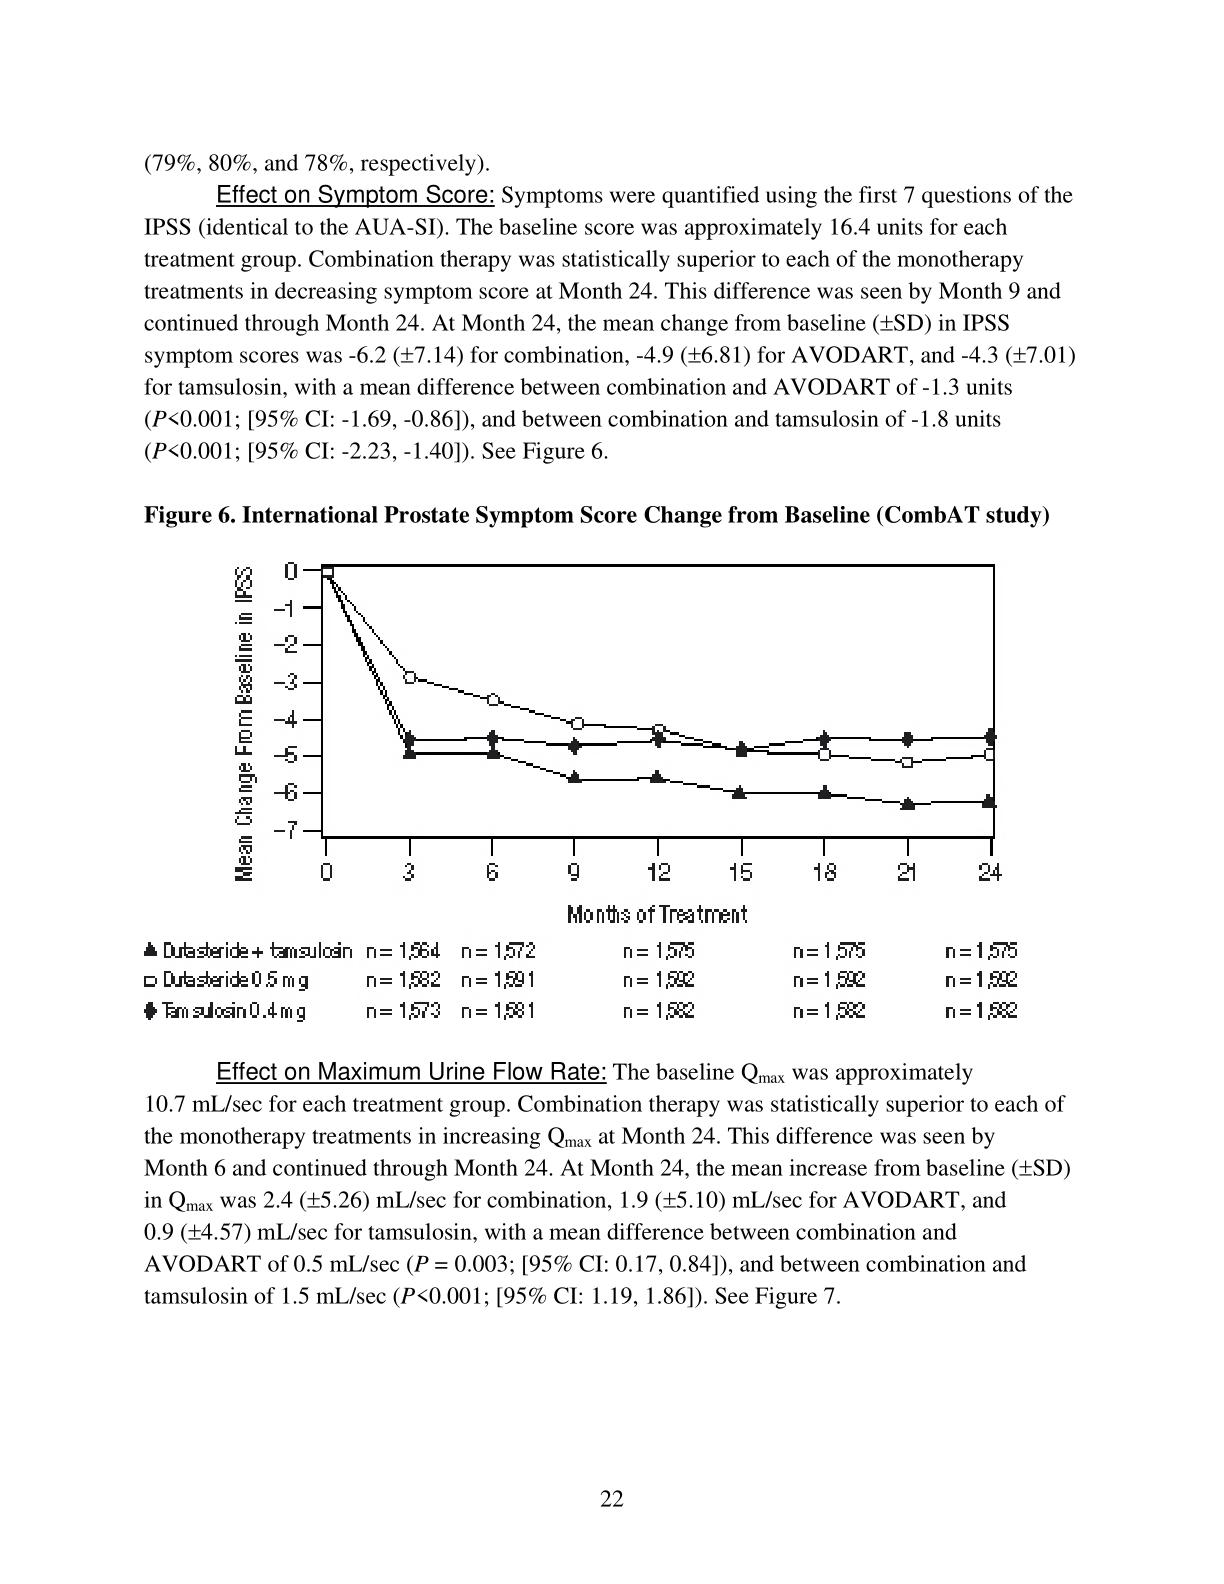 (79%, 80%, and 78%, respectively).
Effect on Symptom Score: Symptoms were quantified using the first 7 questions of the
IPSS (identical to the AUA-SI). The baseline score was approximately 16.4 units for each
treatment group. Combination therapy was statistically superior to each of the monotherapy
treatments in decreasing symptom score at Month 24. This difference was seen by Month 9 and
continued through Month 24. At Month 24, the mean change from baseline (±SD) in IPSS
symptom scores was -6.2 (±7.14) for combination, -4.9 (±6.81) for AVODART, and -4.3 (±7.01)
for tamsulosin, with a mean difference between combination and AVODART of -1.3 units
(P<0.001; [95% CI: -1.69, -0.86]), and between combination and tamsulosin of -1.8 units
(P<0.001; [95% CI: -2.23, -1.40]). See Figure 6.
Figure 6. International Prostate Symptom Score Change from Baseline (CombAT study)
Mean Change From Baseline in IPSS
0
–1
–2
–3
–4
–5
–6
–7
0 3 6 9 12 15 18 21 24
Months of Treatment
Dutasteride + tamsulosin n = 1,564 n = 1,572 n = 1,575 n = 1,575 n = 1,575
Dutasteride 0.5 mg n = 1,582 n = 1,591 n = 1,592 n = 1,592 n = 1,592
Tamsulosin 0.4 mg n = 1,573 n = 1,581 n = 1,582 n = 1,582 n = 1,582
Effect on Maximum Urine Flow Rate: The baseline Qmax was approximately
10.7 mL/sec for each treatment group. Combination therapy was statistically superior to each of
the monotherapy treatments in increasing Qmax at Month 24. This difference was seen by
Month 6 and continued through Month 24. At Month 24, the mean increase from baseline (±SD)
in Qmax was 2.4 (±5.26) mL/sec for combination, 1.9 (±5.10) mL/sec for AVODART, and
0.9 (±4.57) mL/sec for tamsulosin, with a mean difference between combination and
AVODART of 0.5 mL/sec (P = 0.003; [95% CI: 0.17, 0.84]), and between combination and
tamsulosin of 1.5 mL/sec (P<0.001; [95% CI: 1.19, 1.86]). See Figure 7.
22